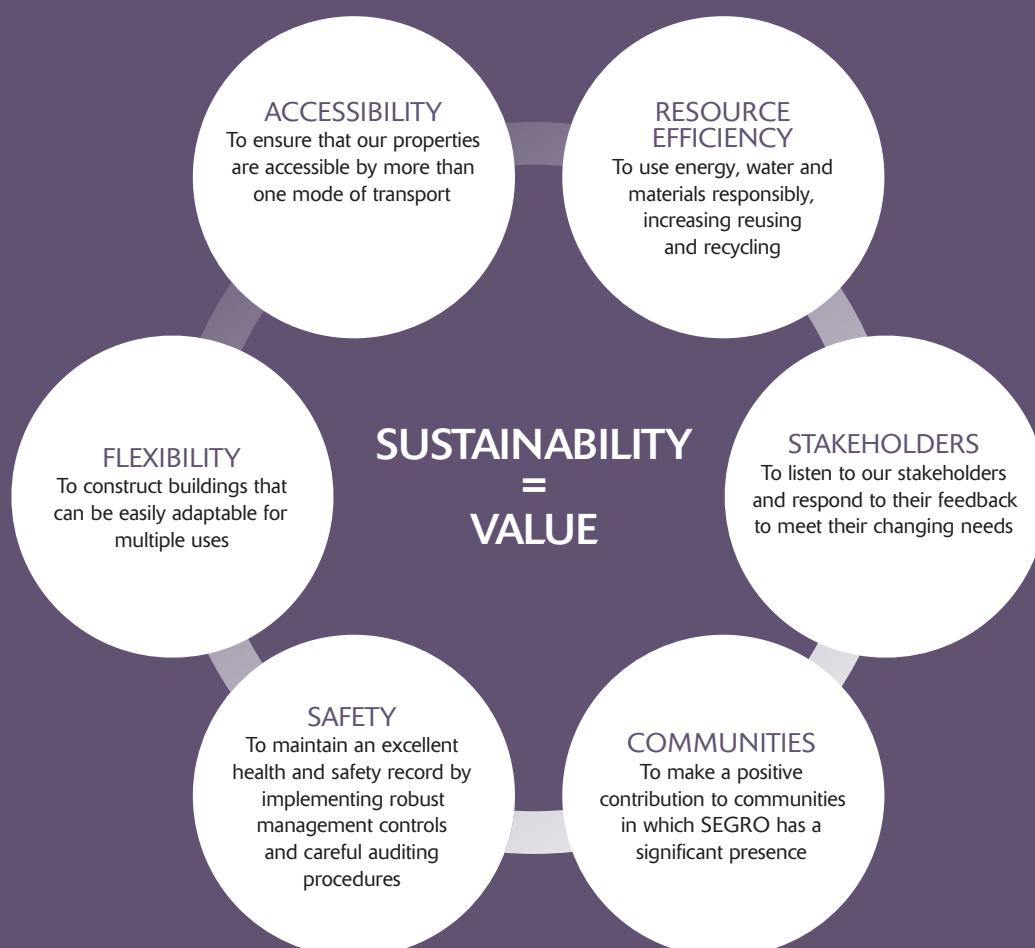 ACCESSIBILITY
To ensure that our properties
are accessible by more than
one mode of transport
RESOURCE
EFFICIENCY
To use energy, water and
materials responsibly,
increasing reusing
and recycling
FLEXIBILITY
To construct buildings that
can be easily adaptable for
multiple uses
SUSTAINABILITY
=
VALUE
STAKEHOLDERS
To listen to our stakeholders
and respond to their feedback
to meet their changing needs
SAFETY
To maintain an excellent
health and safety record by
implementing robust
management controls
and careful auditing
procedures
COMMUNITIES
To make a positive
contribution to communities
in which SEGRO has a
significant presence